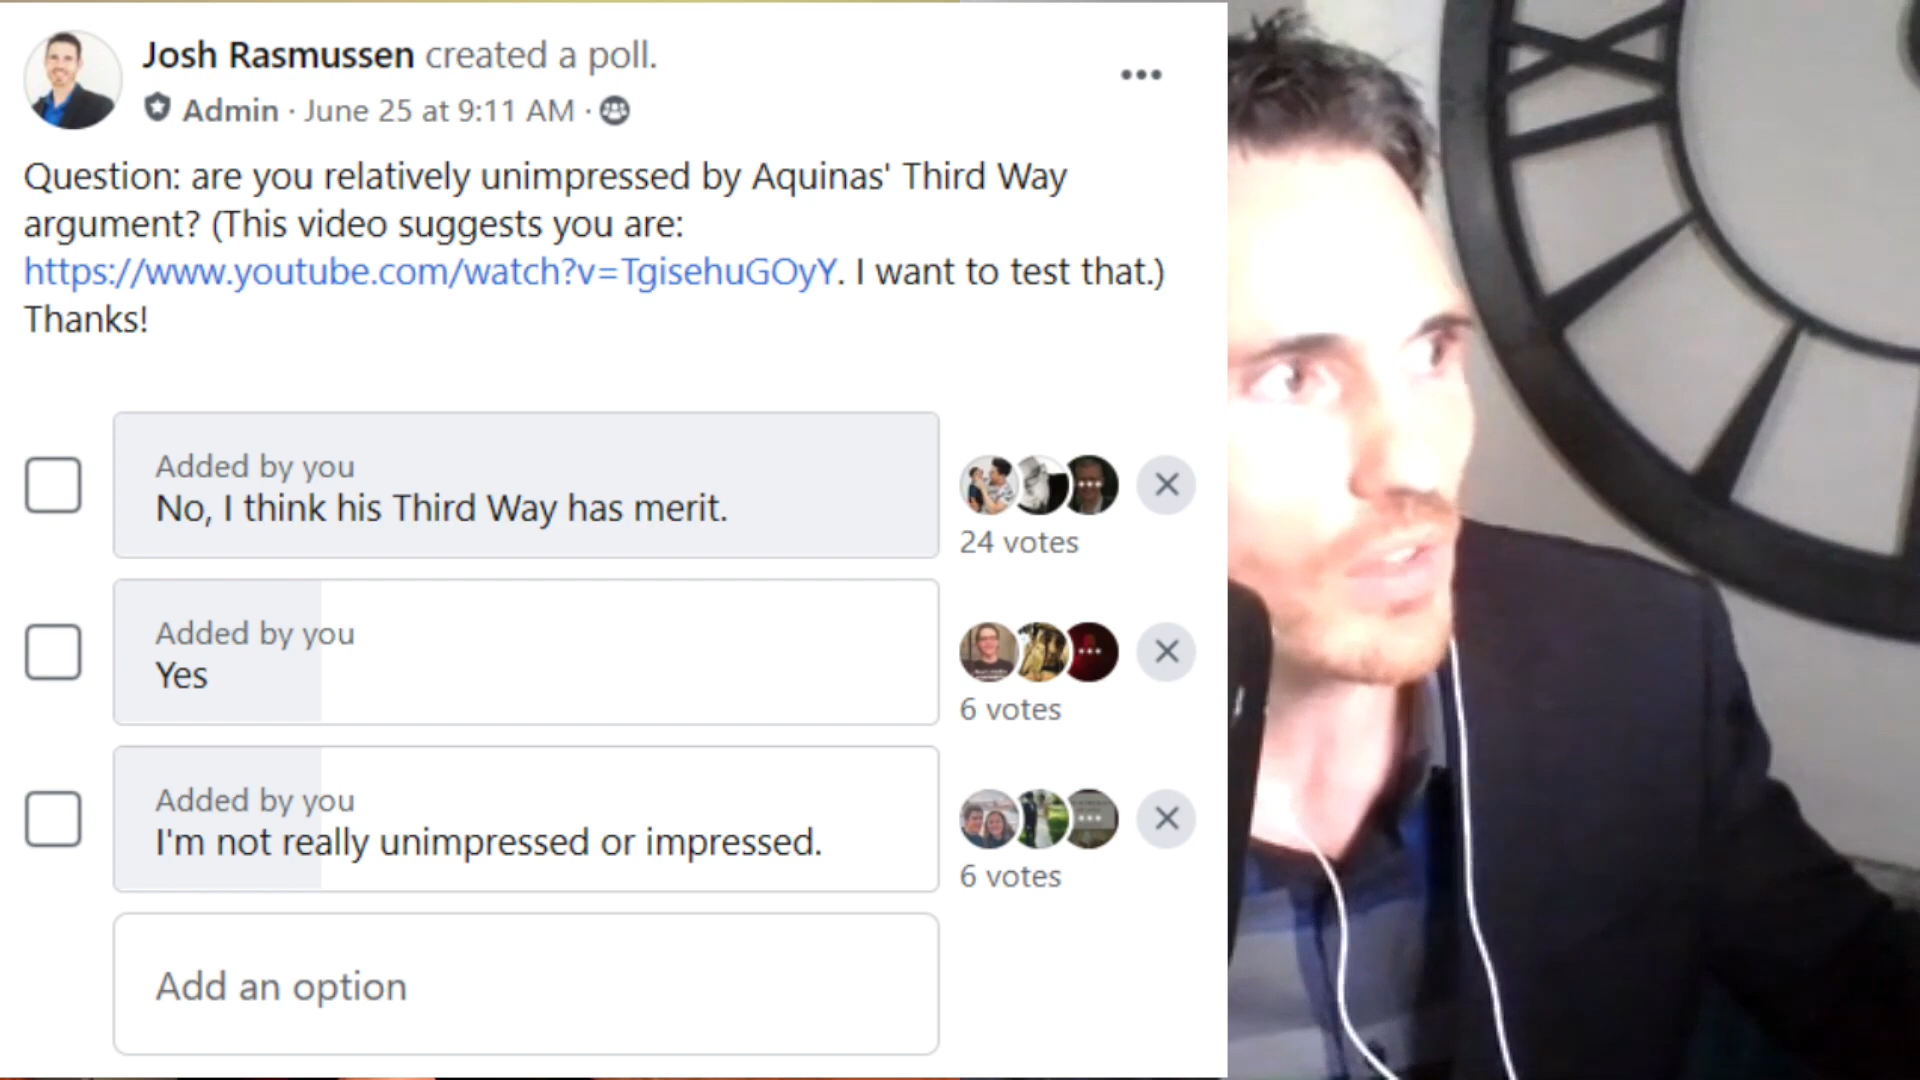 Josh Rasmussen created a poll.
Admin · June 25 at 9:11 AM ·
Question: are you relatively unimpressed by Aquinas' Third Way
argument? (This video suggests you are:
https://www.youtube.com/watch?v=TgisehuGOyY. I want to test that.)
Thanks!
Added by you
No, I think his Third Way has merit.
24 votes
Added by you
Yes
6 votes
Added by you
I'm not really unimpressed or impressed.
6 votes
Add an option